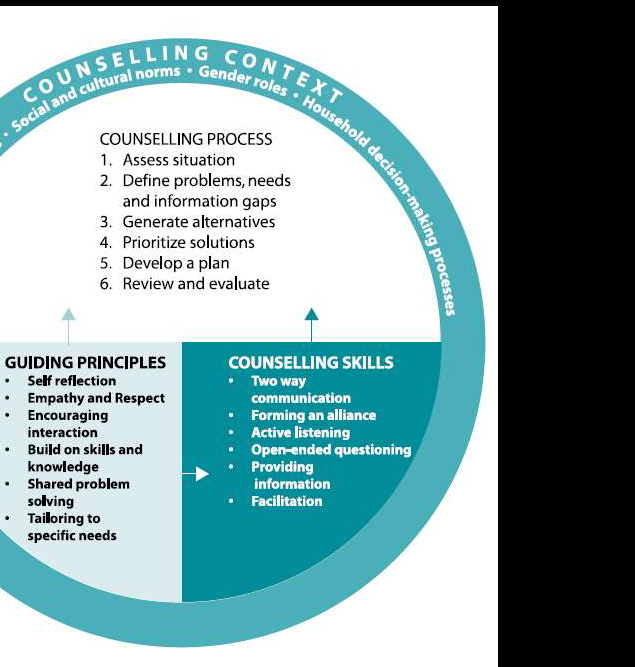 COUNSELLING CONTEXT
• Social and cultural norms • Gender roles • Household decision-making processes
COUNSELLING PROCESS
1. Assess situation
2. Define problems, needs
and information gaps
3. Generate alternatives
4. Prioritize solutions
5. Develop a plan
6. Review and evaluate
GUIDING PRINCIPLES
• Self reflection
• Empathy and Respect
• Encouraging
interaction
• Build on skills and
knowledge
• Shared problem
solving
• Tailoring to
specific needs
COUNSELLING SKILLS
• Two way
communication
• Forming an alliance
• Active listening
• Open-ended questioning
• Providing
information
• Facilitation